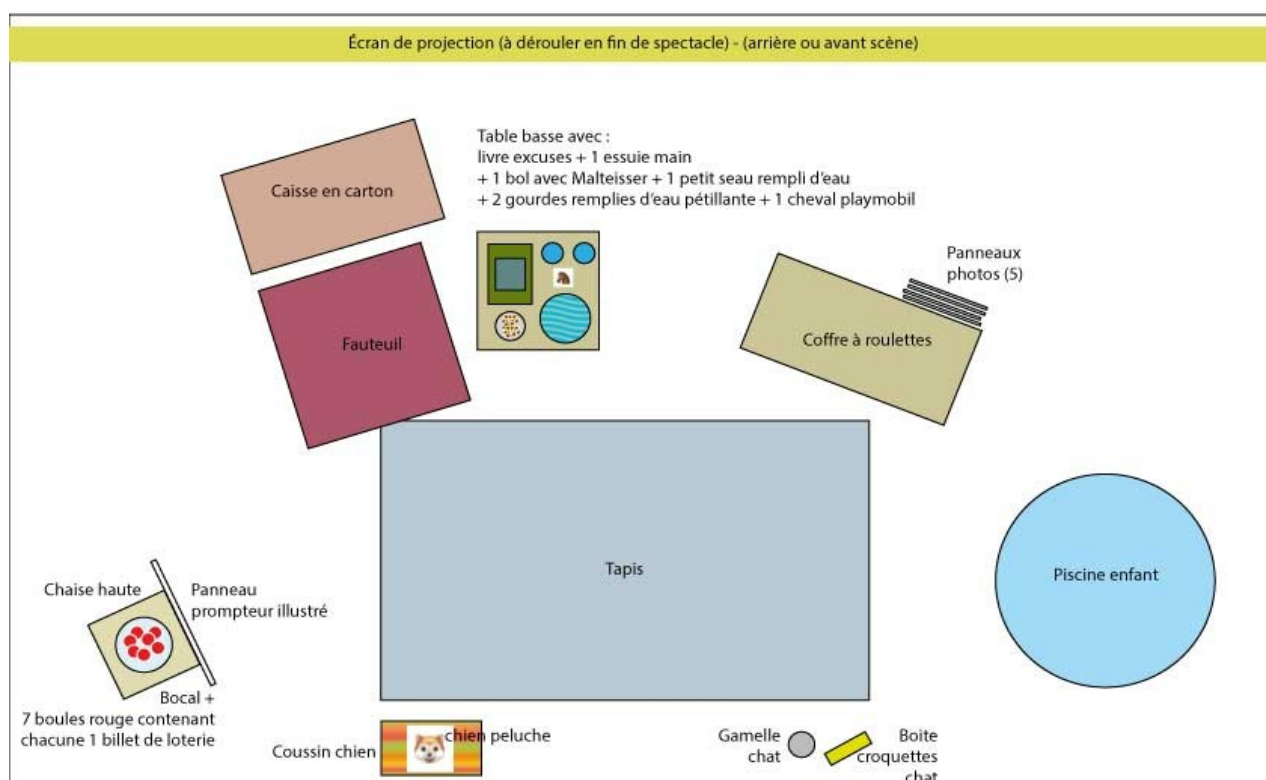 Écran de projection (à dérouler en fin de spectacle) - (arrière ou avant scène)
Table basse avec :
livre excuses + 1 essuie main
+ 1 bol avec Malteisser + 1 petit seau rempli d'eau
+ 2 gourdes remplies d'eau pétillante + 1 cheval playmobil
Caisse en carton
Panneaux
photos (5)
Fauteuil
Coffre à roulettes
Tapis
Piscine enfant
Chaise haute
Panneau
prompteur illustré
Bocal +
7 boules rouge contenant
chacune 1 billet de loterie
Coussin chien
chien peluche
Gamelle
chat
Boite
croquettes
chat